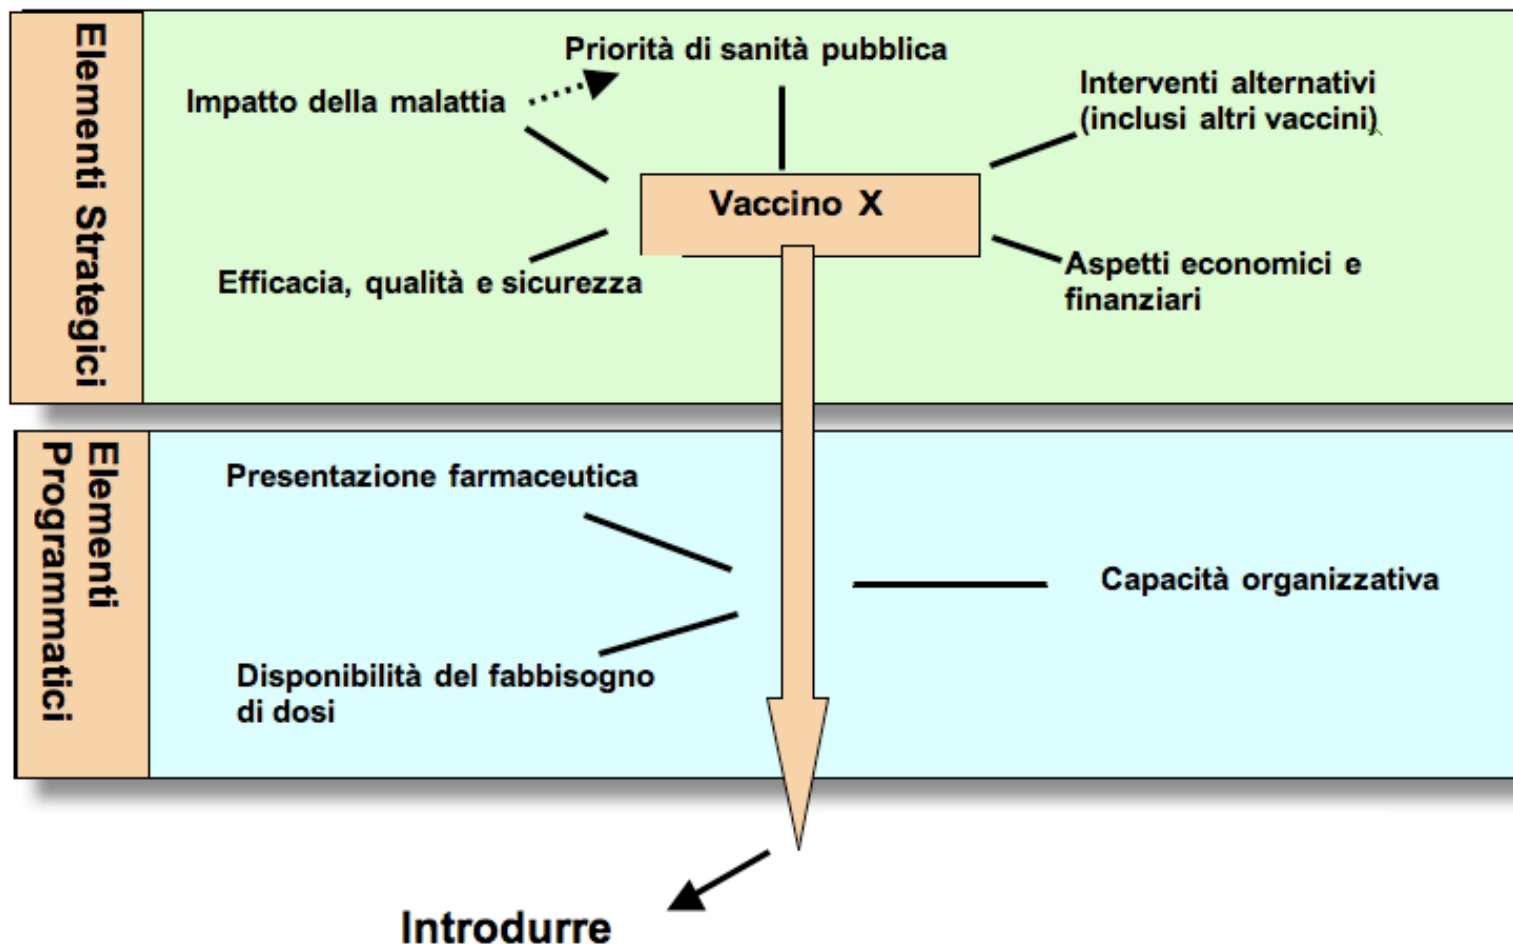 Elementi Strategici
Priorità di sanità pubblica
Impatto della malattia
Interventi alternativi
(inclusi altri vaccini)
Vaccino X
Efficacia, qualità e sicurezza
Aspetti economici e
finanziari
Elementi
Programmatici
Presentazione farmaceutica
Capacità organizzativa
Disponibilità del fabbisogno
di dosi
Introdurre